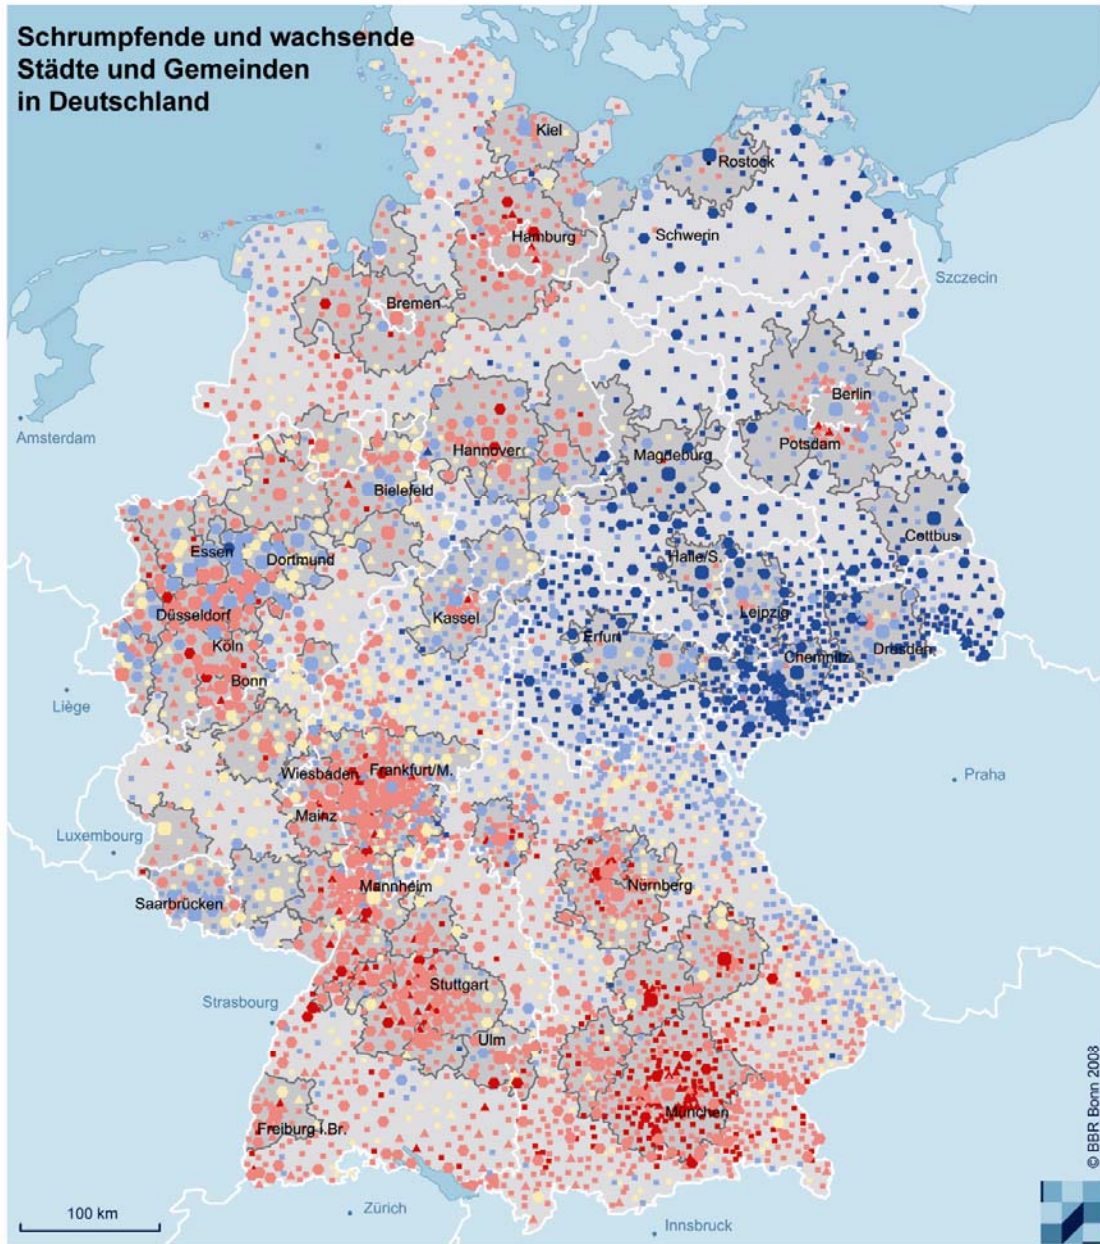 Schrumpfende und wachsende
Städte und Gemeinden
in Deutschland
Kiel
Rostock
Hamburg
Schwerin
Szczecin
Bremen
Berlin
Amsterdam
Potsdam
Hannover
Magdeburg
Bielefeld
Cottbus
Essen
Dortmund
Halle/S.
Düsseldorf
Kassel
Leipzig
Erfurt
Köln
Dresden
Chemnitz
Bonn
Liège
Wiesbaden
Frankfurt/M.
Praha
Mainz
Luxembourg
Mannheim
Nürnberg
Saarbrücken
Stuttgart
Strasbourg
Ulm
München
Freiburg i.Br.
© BBR Bonn 2008
100 km
Zürich
Innsbruck